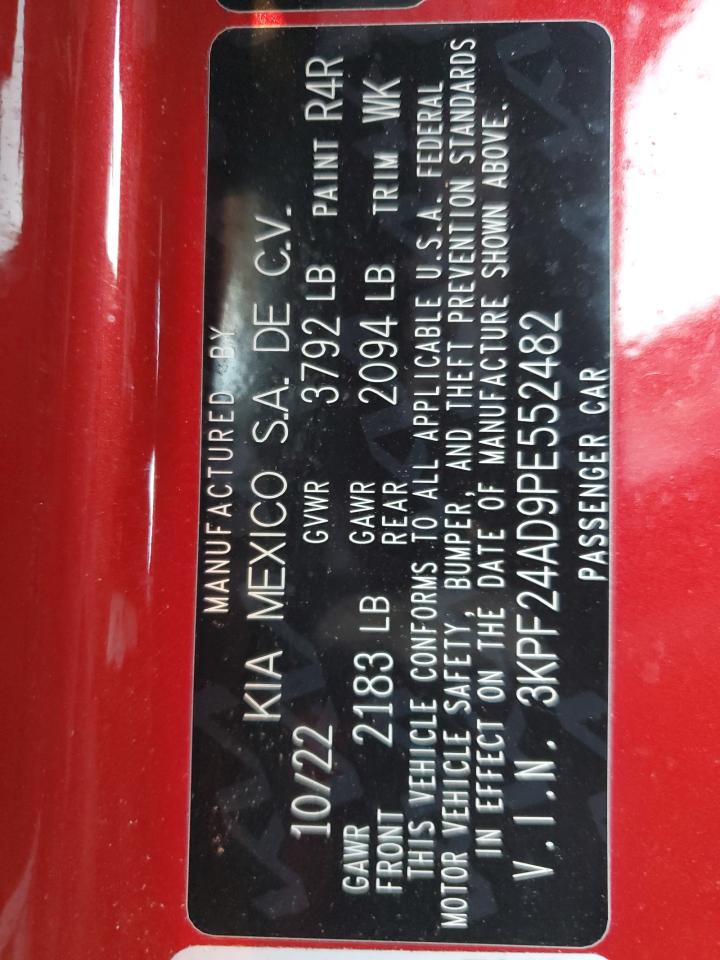 MANUFACTURED BY
KIA MEXICO S.A. DE C.V.
10/22 GVWR 3792 LB PAINT R4R
GAWR FRONT 2183 LB GAWR REAR 2094 LB TRIM WK
THIS VEHICLE CONFORMS TO ALL APPLICABLE U.S.A. FEDERAL
MOTOR VEHICLE SAFETY, BUMPER, AND THEFT PREVENTION STANDARDS
IN EFFECT ON THE DATE OF MANUFACTURE SHOWN ABOVE.
V.I.N. 3KPF24AD9PE552482
PASSENGER CAR